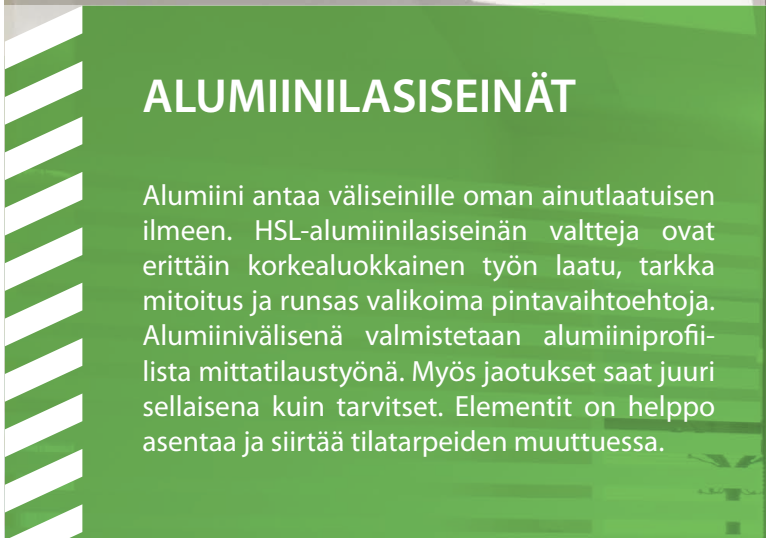 ALUMIINILASISEINÄT
Alumiini antaa väliseinille oman ainutlaatuisen
ilmeen. HSL-alumiinilasiseinän valtteja ovat
erittäin korkealuokkainen työn laatu, tarkka
mitoitus ja runsas valikoima pintavaihtoehtoja.
Alumiinivälisenä valmistetaan alumiiniprofii-
lista mittatilaustyönä. Myös jaotukset saat juuri
sellaisena kuin tarvitset. Elementit on helppo
asentaa ja siirtää tilatarpeiden muuttuessa.